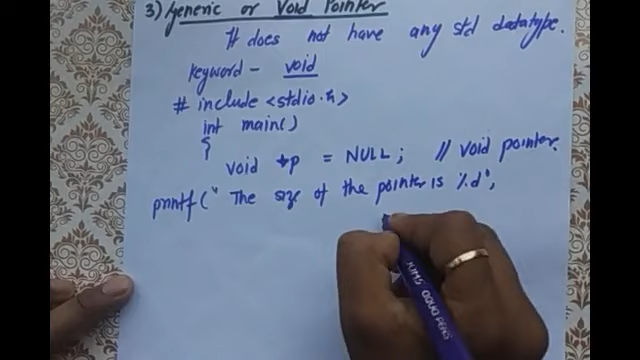 3) Generic or Void Pointer
It does not have any std datatype.
keyword - void
# include <stdio.h>
int main()
{
void *p = NULL; // void pointer.
printf(" The size of the pointer is %d",